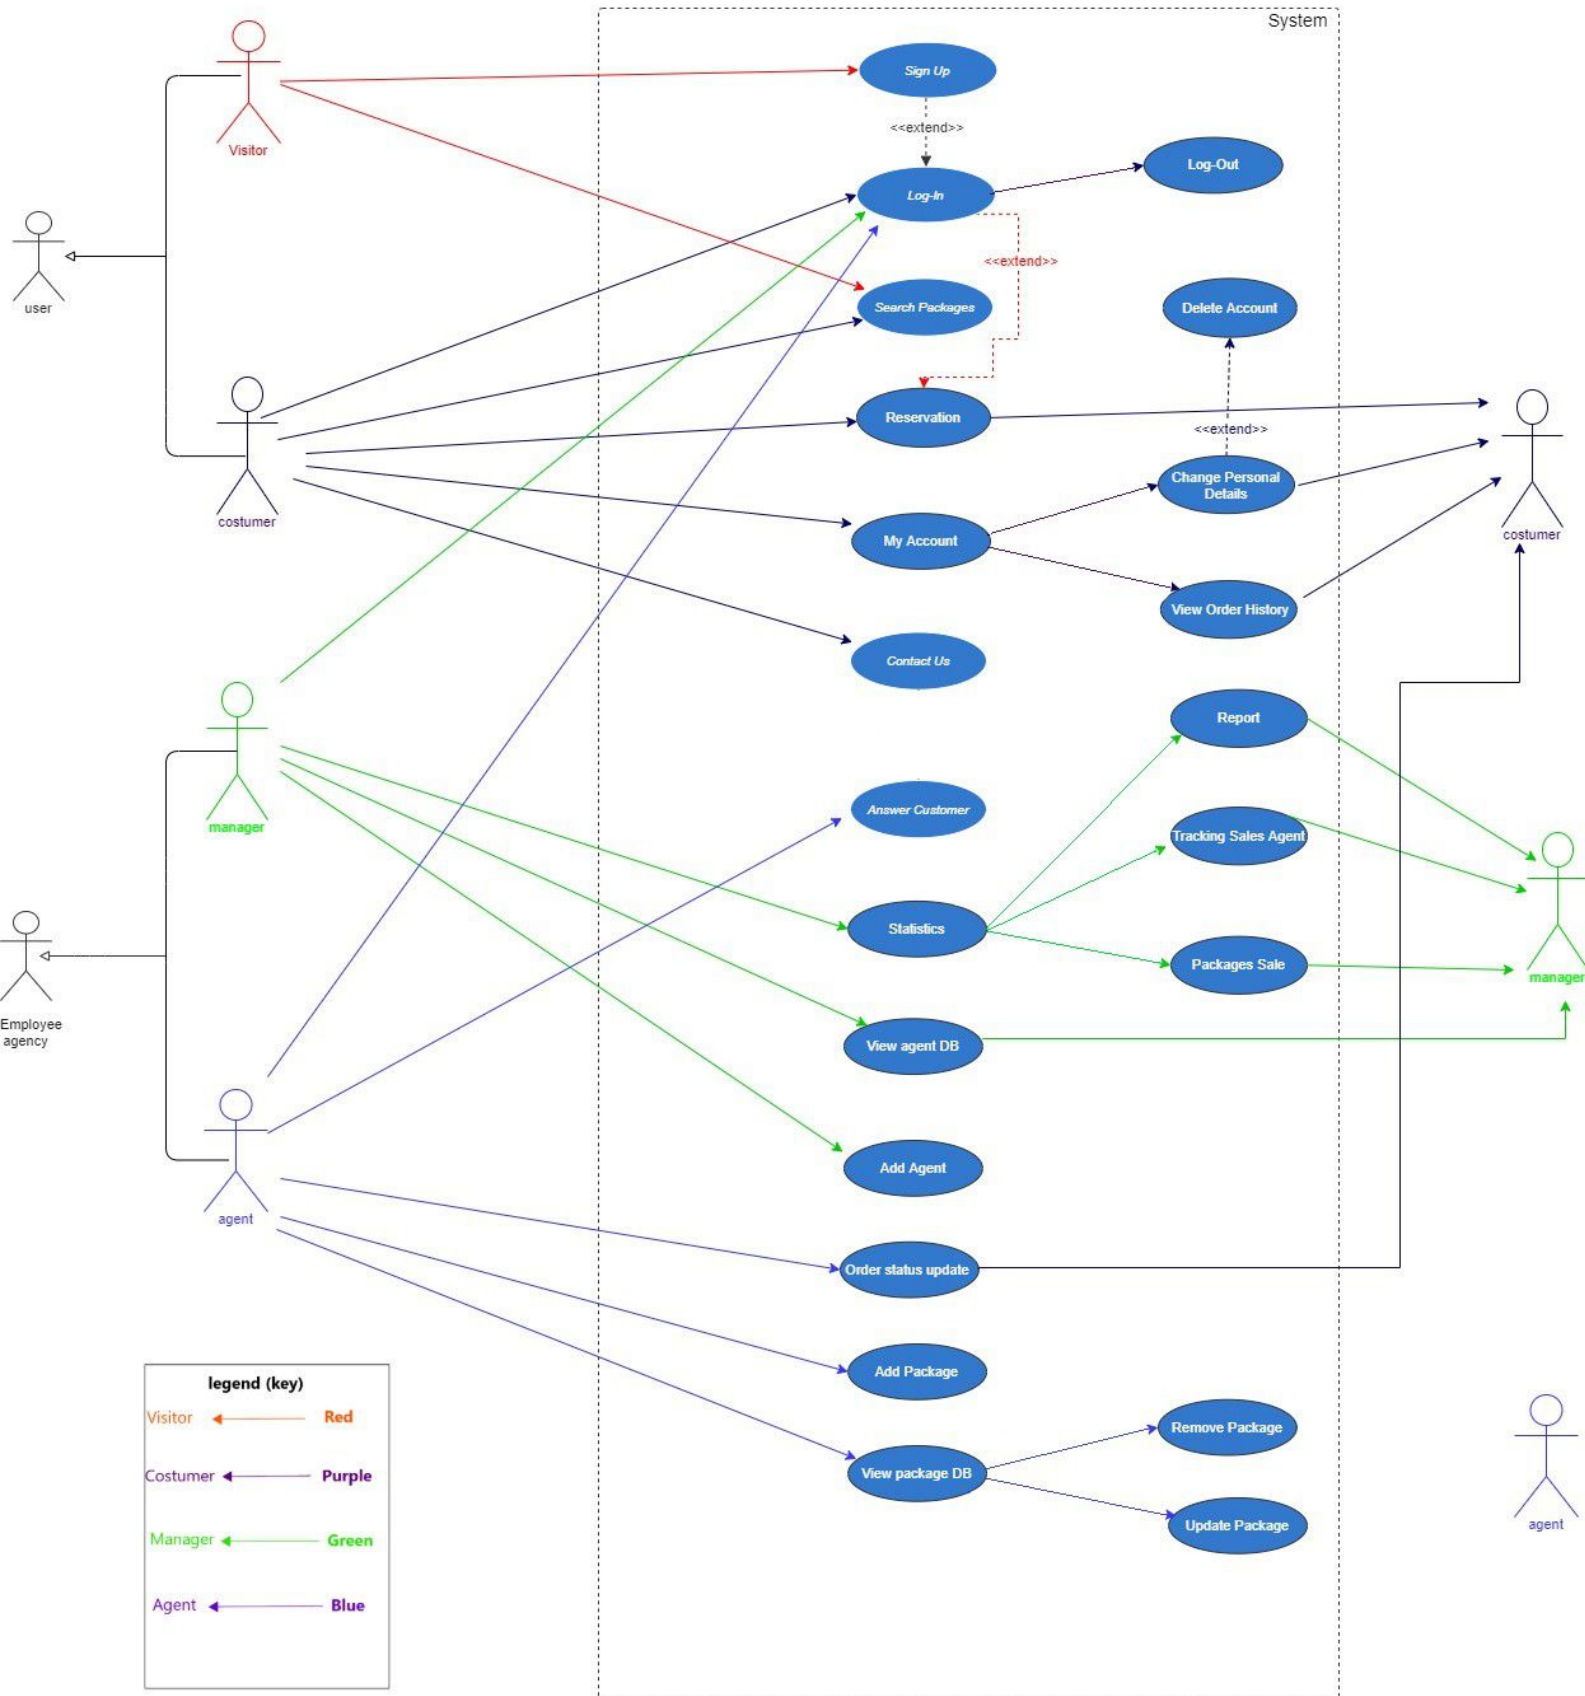 System
Sign Up
<<extend>>
Visitor
Log-Out
Log-In
<<extend>>
user
Search Packages
Delete Account
Reservation
<<extend>>
Change Personal
Details
costumer
My Account
costumer
View Order History
Contact Us
Report
manager
Answer Customer
Tracking Sales Agent
Statistics
Packages Sale
manager
Employee
agency
View agent DB
Add Agent
agent
Order status update
Add Package
legend (key)
Visitor Red
Costumer Purple
Manager Green
Agent Blue
Remove Package
View package DB
Update Package
agent